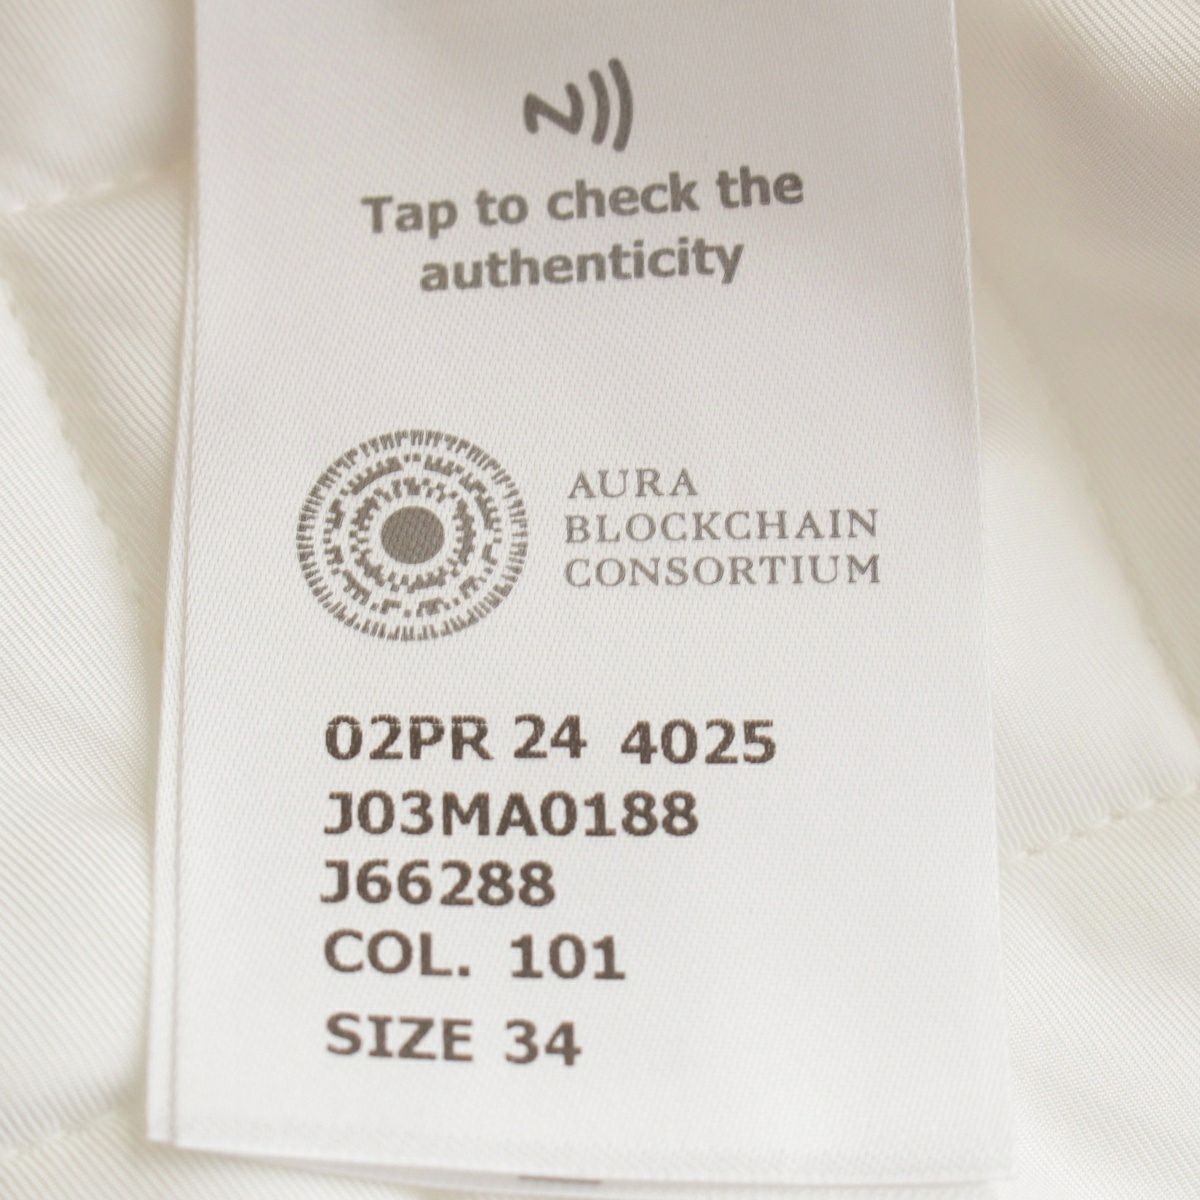 Tap to check the
authenticity
AURA
BLOCKCHAIN
CONSORTIUM
02PR 24 4025
J03MA0188
J66288
COL. 101
SIZE 34